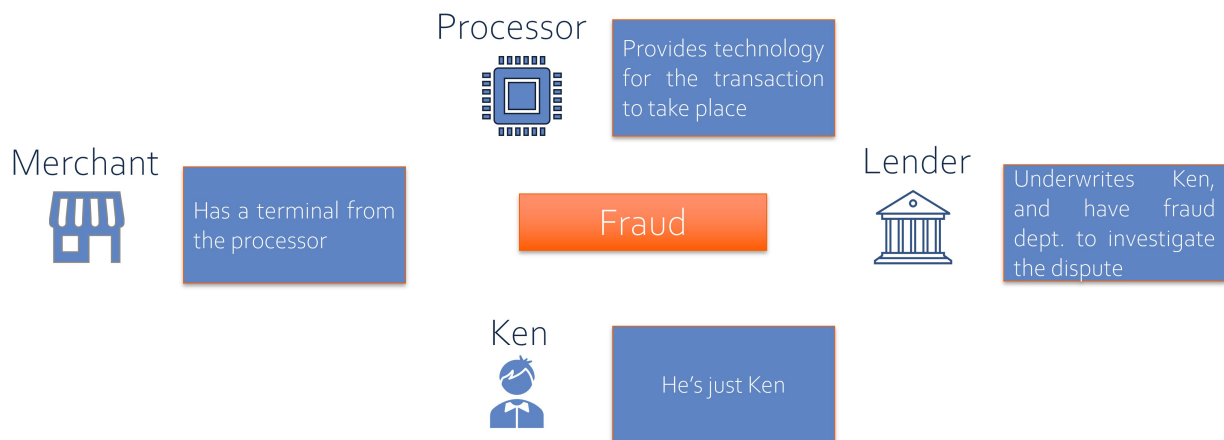 Processor
Provides technology
for the transaction
to take place
Merchant
Has a terminal from
the processor
Fraud
Lender
Underwrites Ken,
and have fraud
dept. to investigate
the dispute
Ken
He’s just Ken